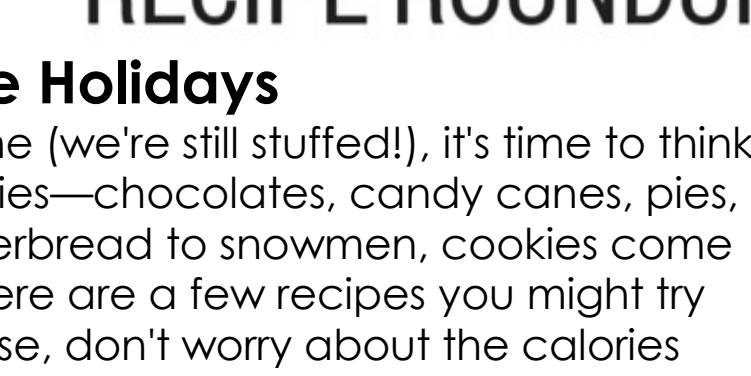 RECIPE ROUNDU
e Holidays
ne (we're still stuffed!), it's time to think
ies—chocolates, candy canes, pies,
erbread to snowmen, cookies come
ere are a few recipes you might try
se, don't worry about the calories